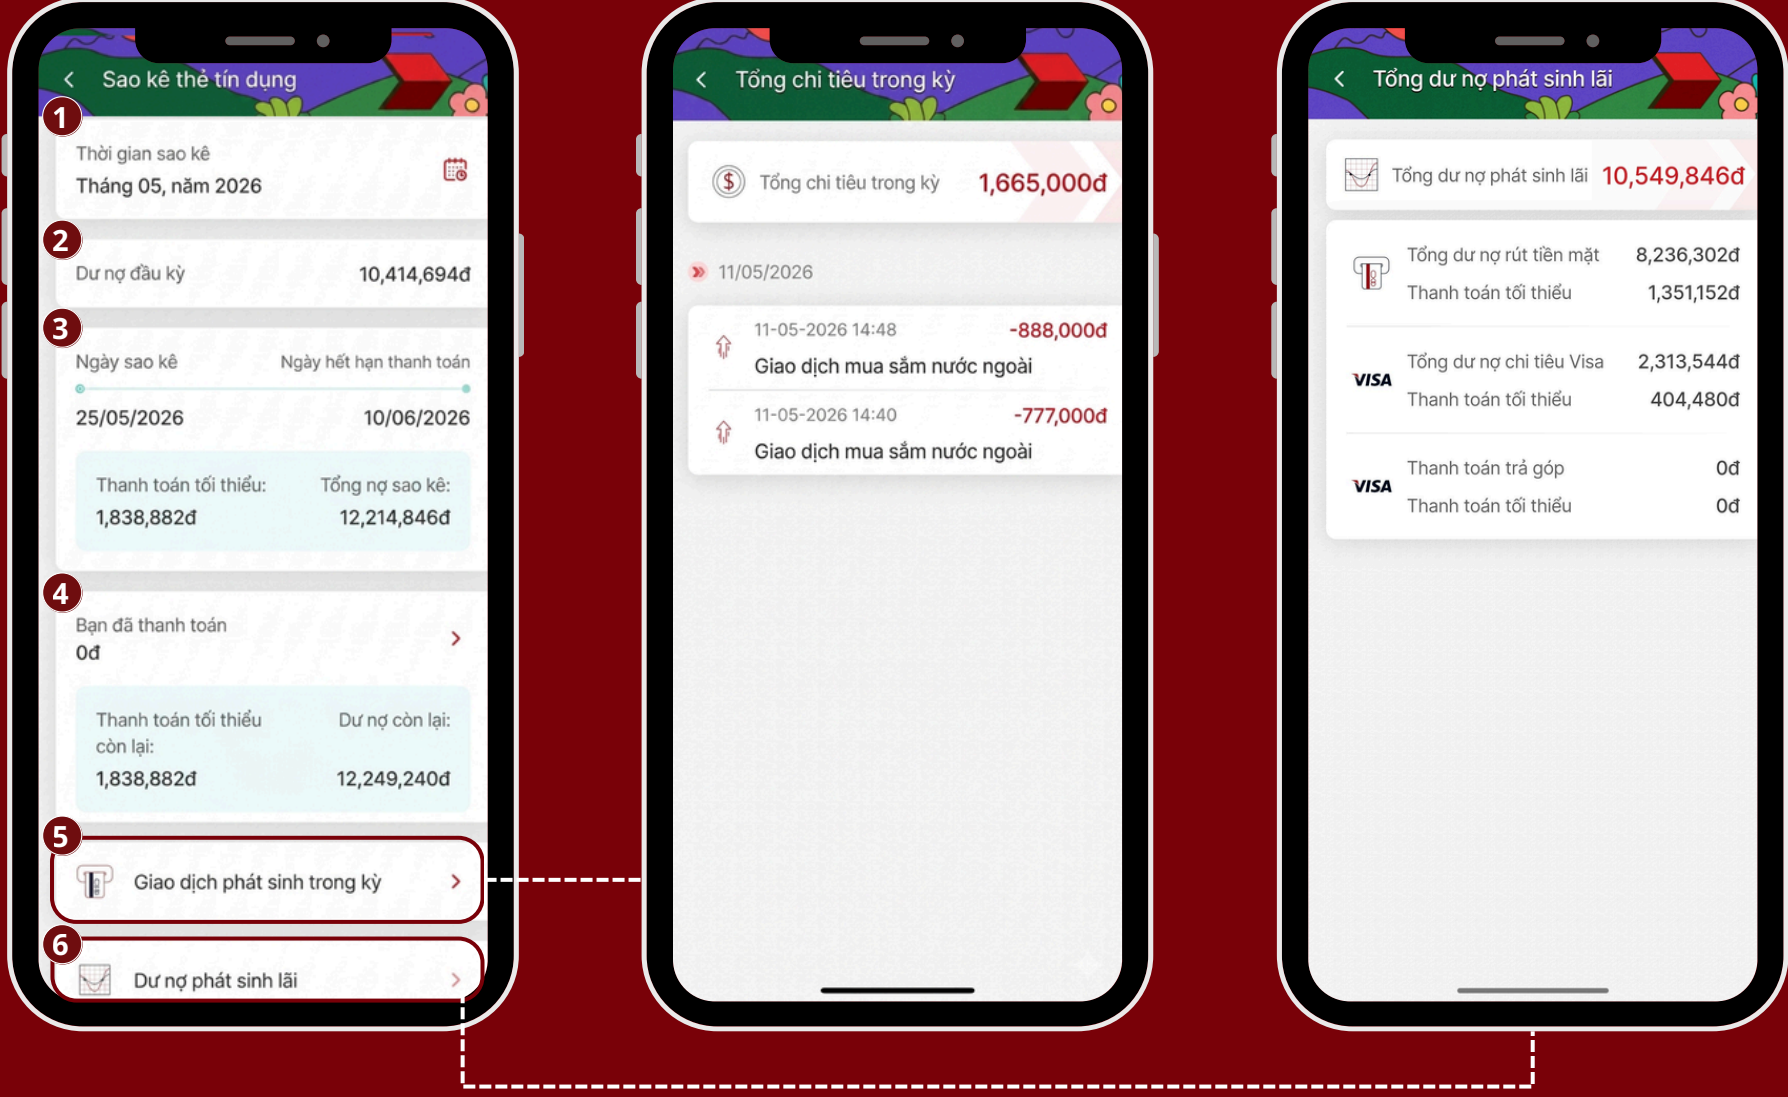 Sao kê thẻ tín dụng
1
Thời gian sao kê
Tháng 05, năm 2026
2
Dư nợ đầu kỳ 10,414,694đ
3
Ngày sao kê Ngày hết hạn thanh toán
25/05/2026 10/06/2026
Thanh toán tối thiểu: Tổng nợ sao kê:
1,838,882đ 12,214,846đ
4
Bạn đã thanh toán
0đ
Thanh toán tối thiểu Dư nợ còn lại:
còn lại:
1,838,882đ 12,249,240đ
5
Giao dịch phát sinh trong kỳ
6
Dư nợ phát sinh lãi
Tổng chi tiêu trong kỳ
$ Tổng chi tiêu trong kỳ 1,665,000đ
11/05/2026
11-05-2026 14:48 -888,000đ
Giao dịch mua sắm nước ngoài
11-05-2026 14:40 -777,000đ
Giao dịch mua sắm nước ngoài
Tổng dư nợ phát sinh lãi
Tổng dư nợ phát sinh lãi 10,549,846đ
Tổng dư nợ rút tiền mặt 8,236,302đ
Thanh toán tối thiểu 1,351,152đ
VISA
Tổng dư nợ chi tiêu Visa 2,313,544đ
Thanh toán tối thiểu 404,480đ
VISA
Thanh toán trả góp 0đ
Thanh toán tối thiểu 0đ